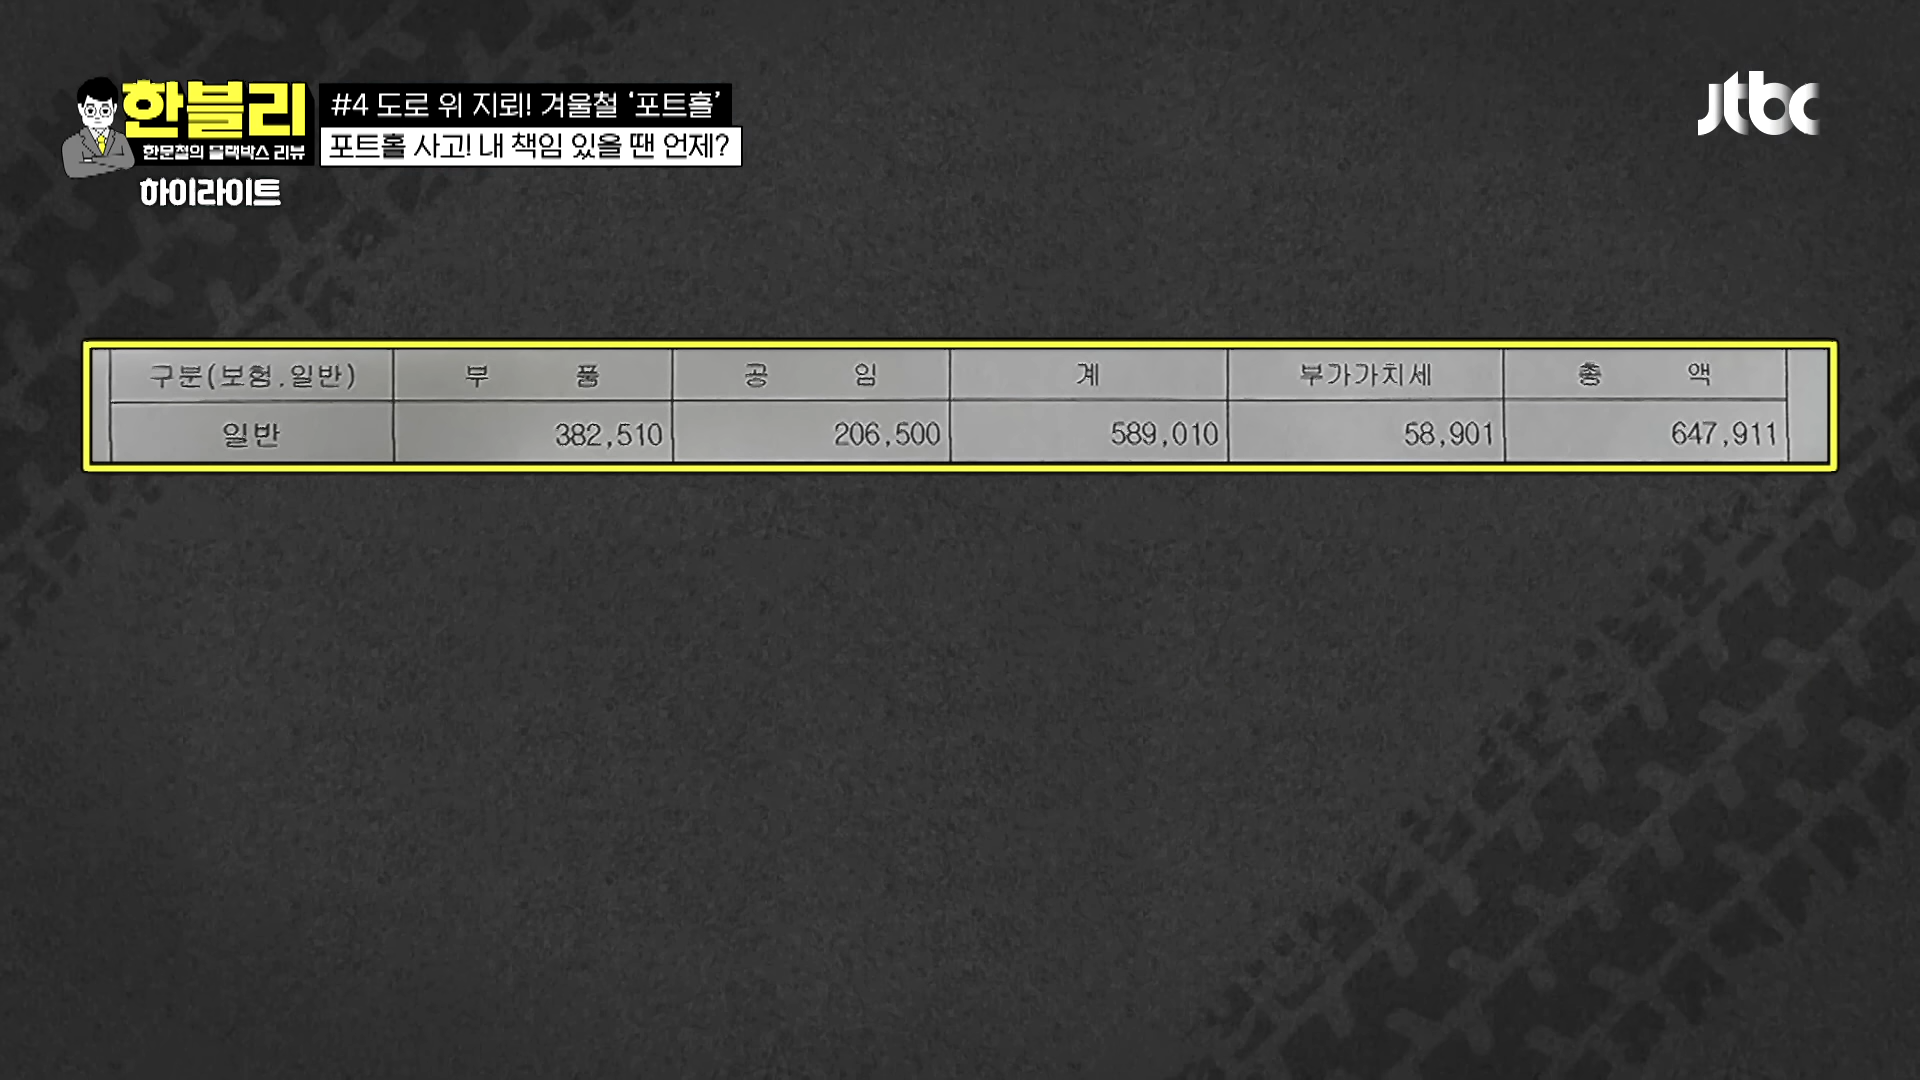 한블리
한문철의 블랙박스 리뷰
하이라이트
#4 도로 위 지뢰! 겨울철 ‘포트홀’
포트홀 사고! 내 책임 있을 땐 언제?
jtbc
구분(보험.일반) 부 품 공 임 계 부가가치세 총 액
일반 382,510 206,500 589,010 58,901 647,911